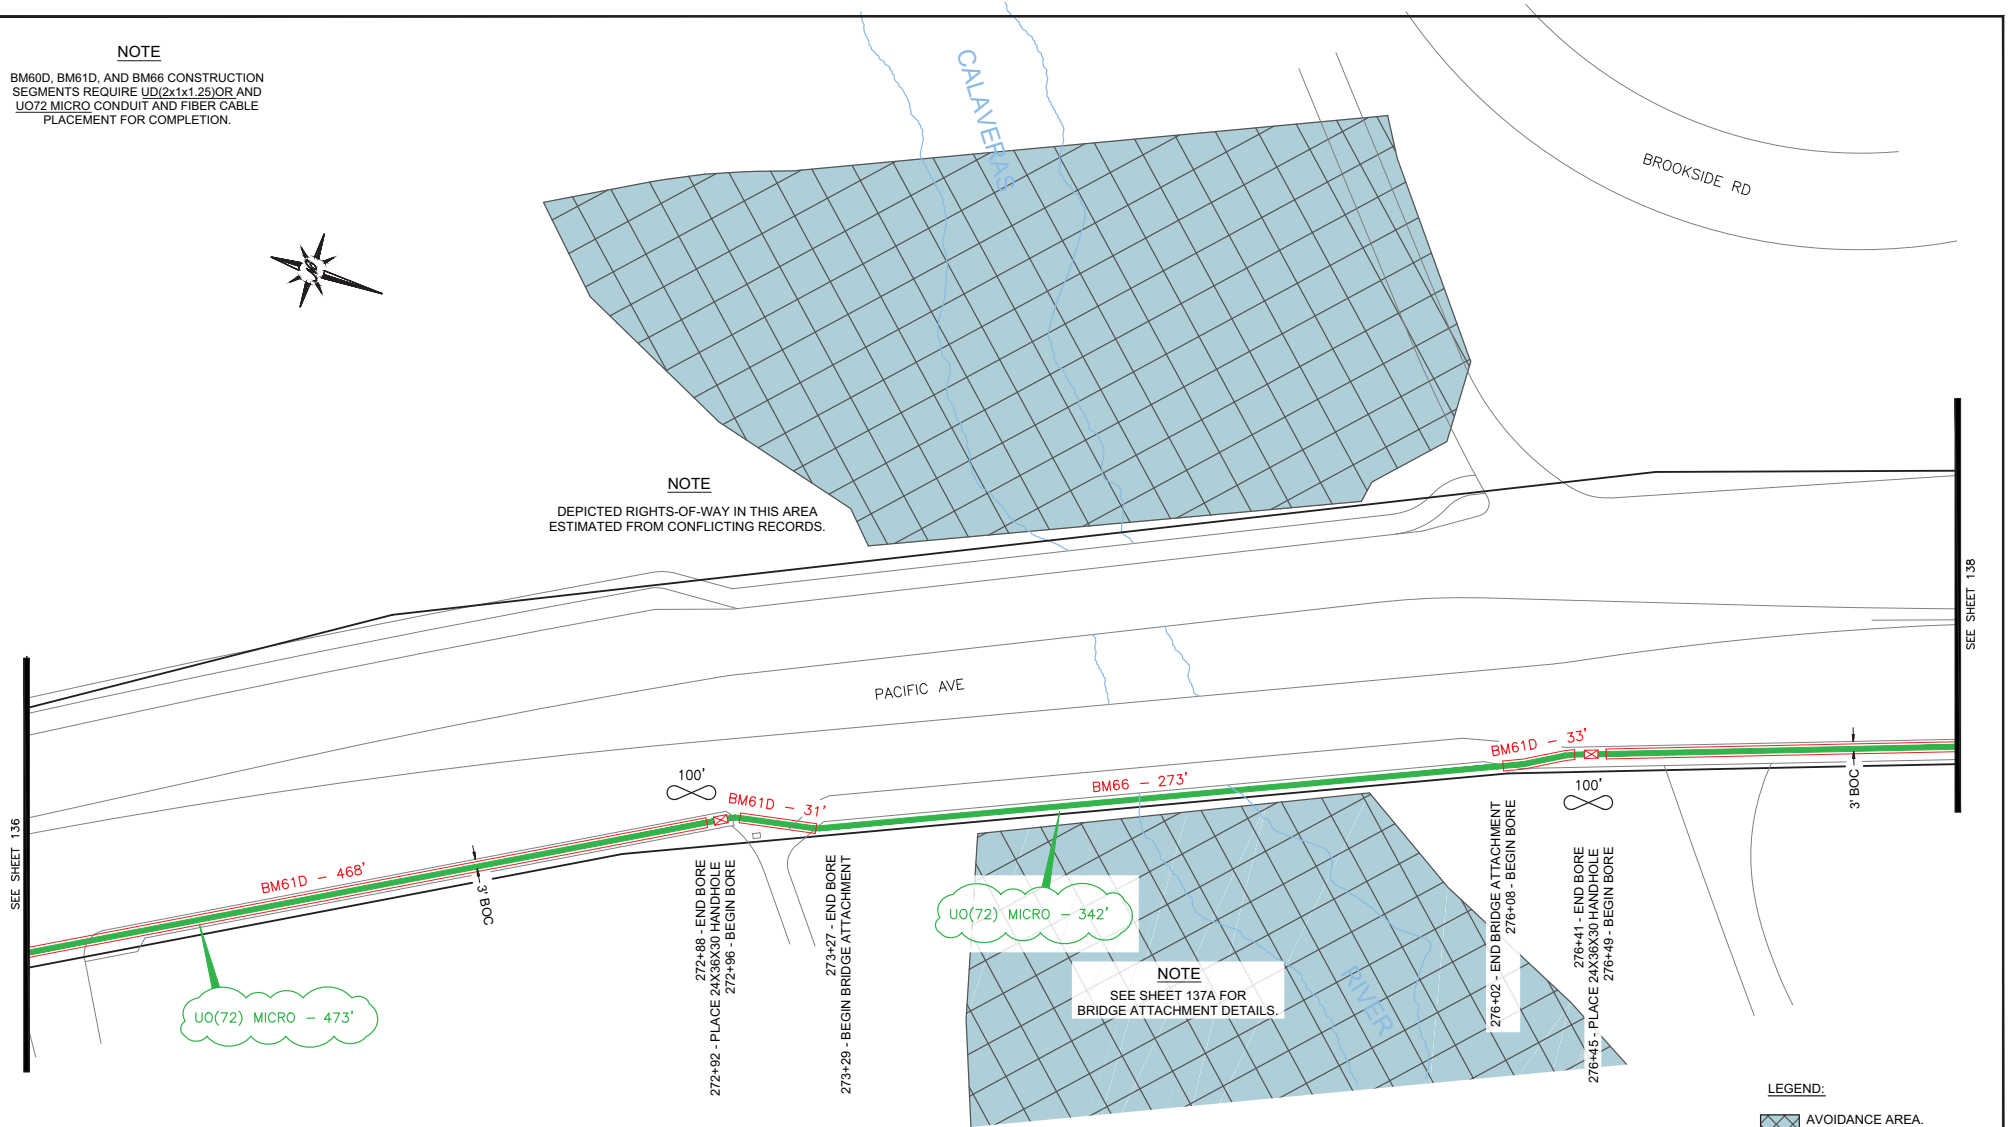 NOTE
BM60D, BM61D, AND BM66 CONSTRUCTION
SEGMENTS REQUIRE UD(2x1x1.25)OR AND
UO72 MICRO CONDUIT AND FIBER CABLE
PLACEMENT FOR COMPLETION.
CALAVERAS
BROOKSIDE RD
NOTE
DEPICTED RIGHTS-OF-WAY IN THIS AREA
ESTIMATED FROM CONFLICTING RECORDS.
SEE SHEET 138
PACIFIC AVE
BM61D - 33'
100'
BM66 - 273'
100'
BM61D - 31'
3' BOC
SEE SHEET 136
BM61D - 468'
3' BOC
272+88 - END BORE
272+92 - PLACE 24X36X30 HANDHOLE
272+96 - BEGIN BORE
273+27 - END BORE
273+29 - BEGIN BRIDGE ATTACHMENT
UO(72) MICRO - 342'
276+02 - END BRIDGE ATTACHMENT
276+08 - BEGIN BORE
276+41 - END BORE
276+45 - PLACE 24X36X30 HANDHOLE
276+49 - BEGIN BORE
NOTE
SEE SHEET 137A FOR
BRIDGE ATTACHMENT DETAILS.
RIVER
UO(72) MICRO - 473'
LEGEND:
AVOIDANCE AREA.